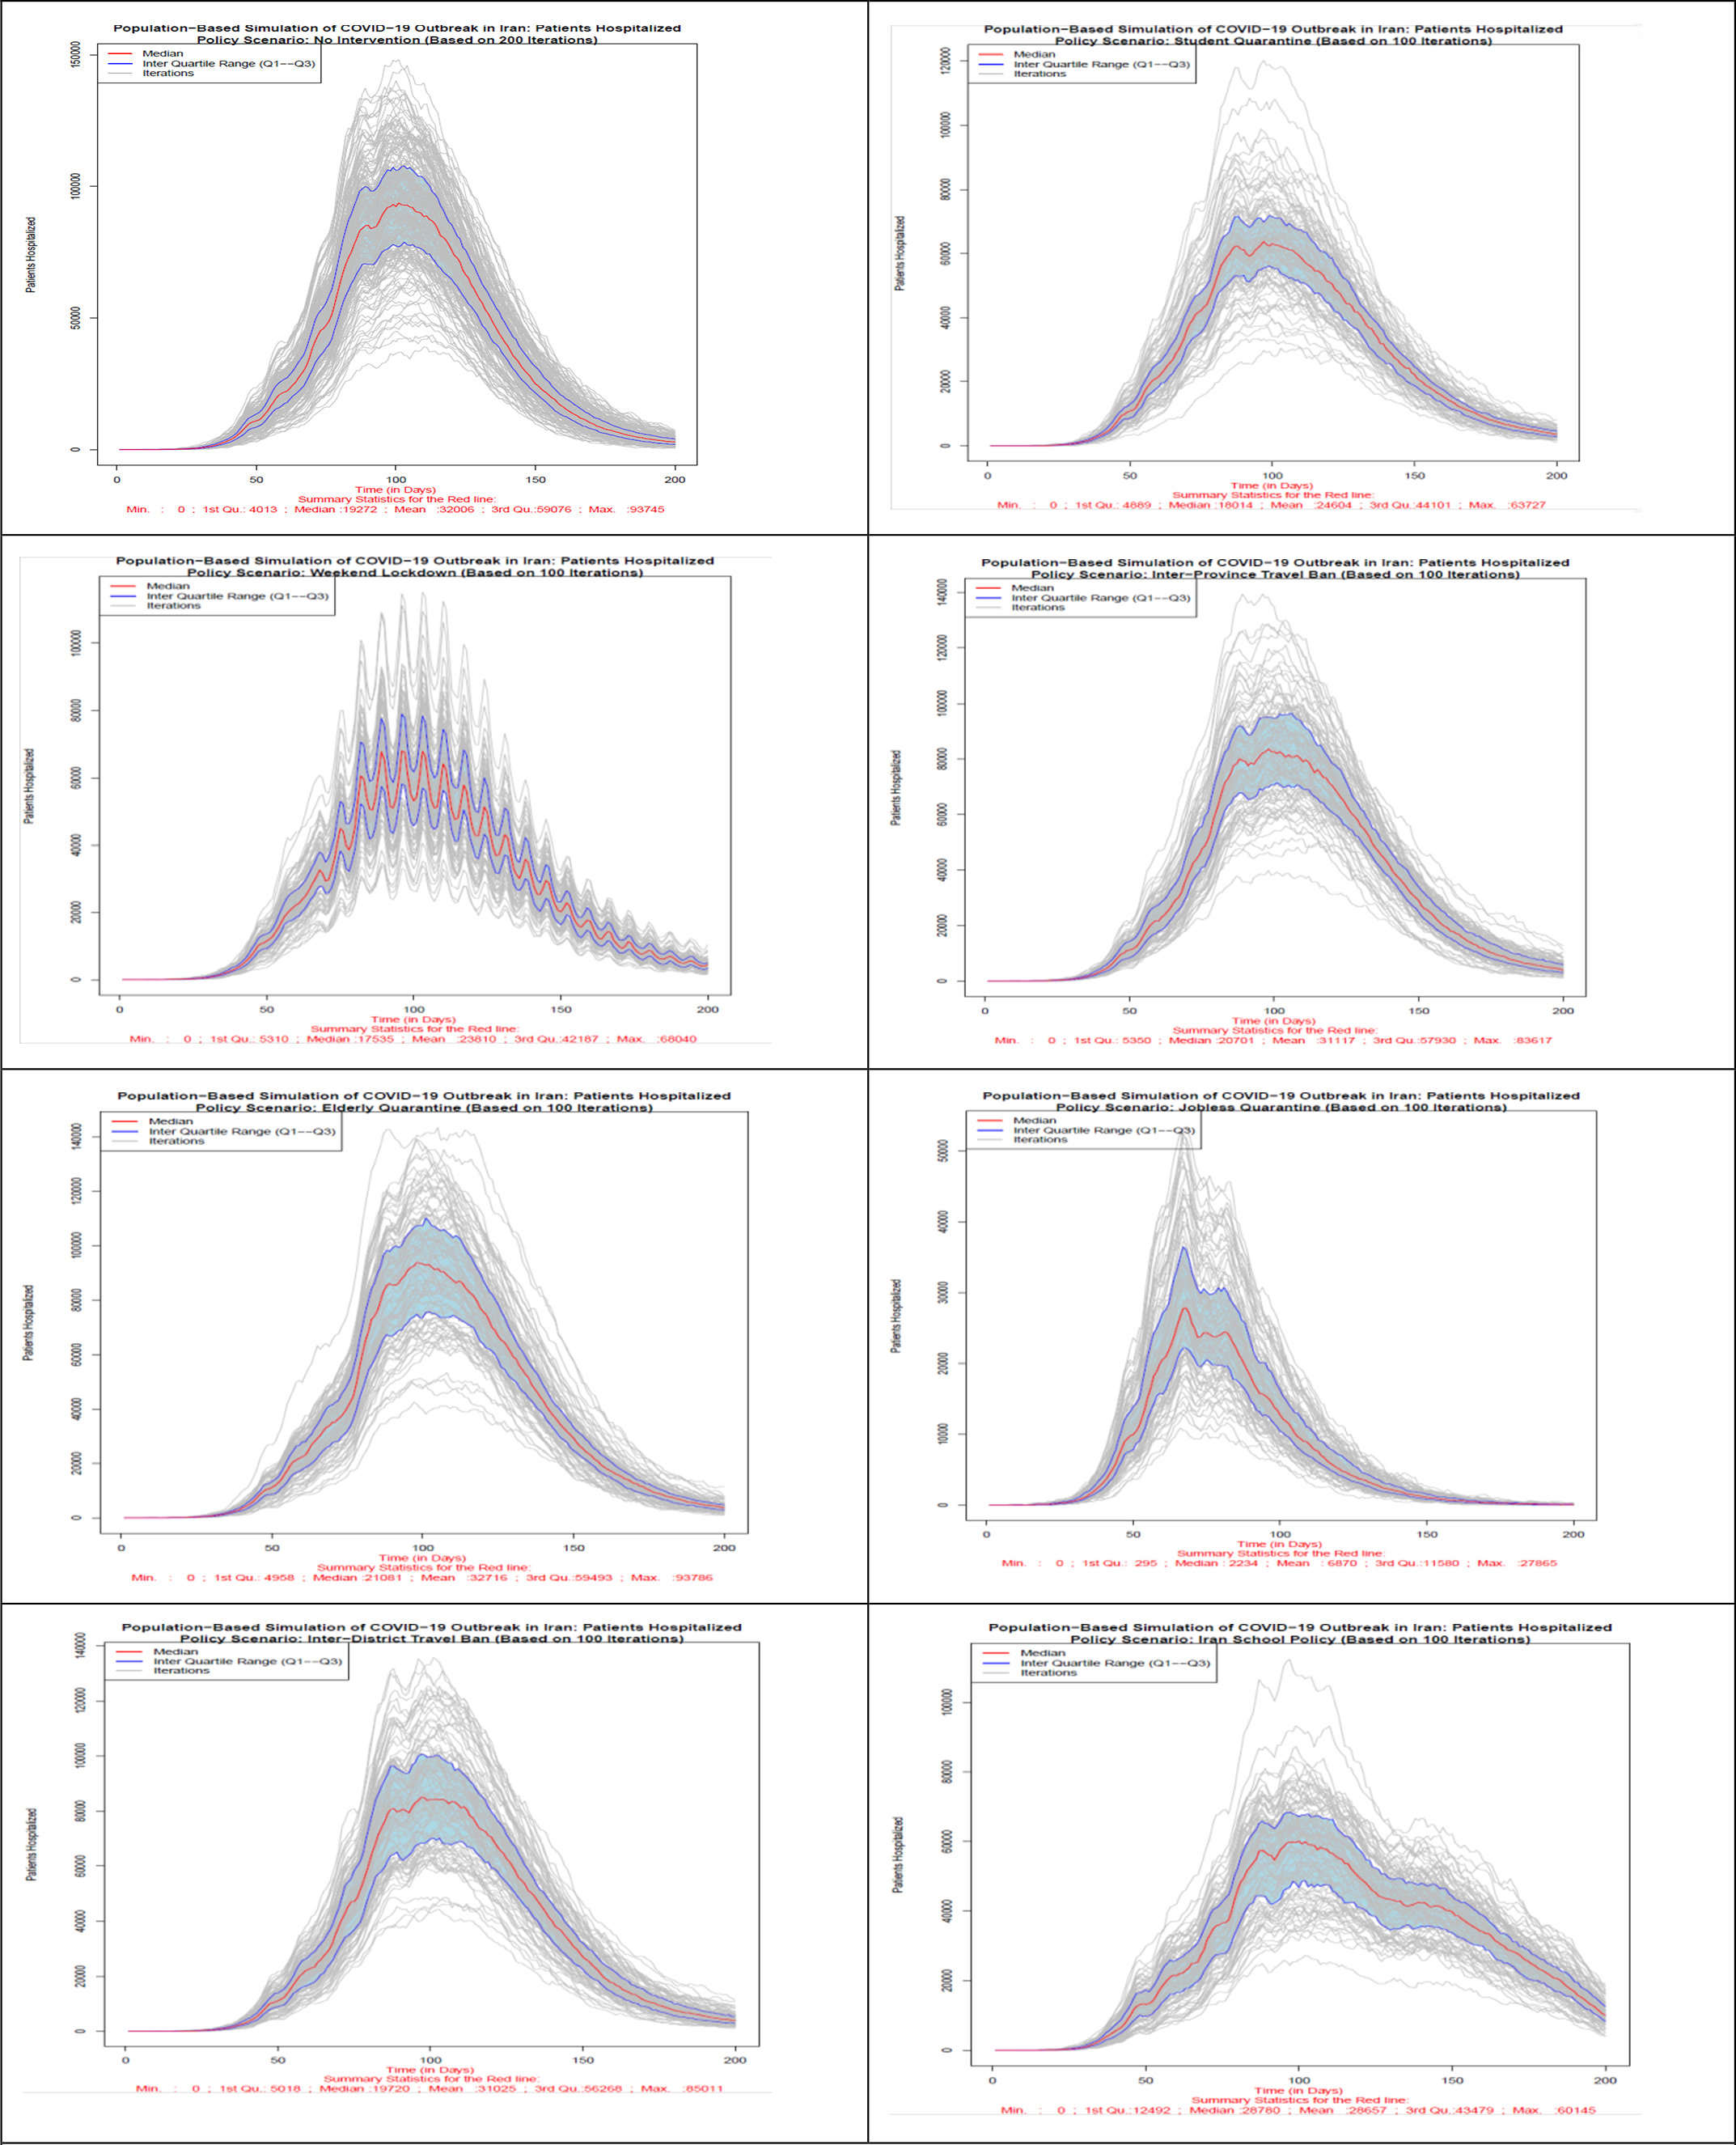 Population−Based Simulation of COVID−19 Outbreak in Iran: Patients Hospitalized
Policy Scenario: No Intervention (Based on 200 Iterations)
Median
Inter Quartile Range (Q1−−Q3)
Iterations
Patients Hospitalized
150000
100000
50000
0
0 50 100 150 200
Time (in Days)
Summary Statistics for the Red line:
Min. : 0 ; 1st Qu.: 4013 ; Median :19272 ; Mean :32006 ; 3rd Qu.:59076 ; Max. :93745
Population−Based Simulation of COVID−19 Outbreak in Iran: Patients Hospitalized
Policy Scenario: Student Quarantine (Based on 100 Iterations)
Median
Inter Quartile Range (Q1−−Q3)
Iterations
Patients Hospitalized
120000
100000
80000
60000
40000
20000
0
0 50 100 150 200
Time (in Days)
Summary Statistics for the Red line:
Min. : 0 ; 1st Qu.: 4889 ; Median :18014 ; Mean :24604 ; 3rd Qu.:44101 ; Max. :63727
Population−Based Simulation of COVID−19 Outbreak in Iran: Patients Hospitalized
Policy Scenario: Weekend Lockdown (Based on 100 Iterations)
Median
Inter Quartile Range (Q1−−Q3)
Iterations
Patients Hospitalized
100000
80000
60000
40000
20000
0
0 50 100 150 200
Time (in Days)
Summary Statistics for the Red line:
Min. : 0 ; 1st Qu.: 5310 ; Median :17535 ; Mean :23810 ; 3rd Qu.:42187 ; Max. :68040
Population−Based Simulation of COVID−19 Outbreak in Iran: Patients Hospitalized
Policy Scenario: Inter−Province Travel Ban (Based on 100 Iterations)
Median
Inter Quartile Range (Q1−−Q3)
Iterations
Patients Hospitalized
140000
120000
100000
80000
60000
40000
20000
0
0 50 100 150 200
Time (in Days)
Summary Statistics for the Red line:
Min. : 0 ; 1st Qu.: 5350 ; Median :20701 ; Mean :31117 ; 3rd Qu.:57930 ; Max. :83617
Population−Based Simulation of COVID−19 Outbreak in Iran: Patients Hospitalized
Policy Scenario: Elderly Quarantine (Based on 100 Iterations)
Median
Inter Quartile Range (Q1−−Q3)
Iterations
Patients Hospitalized
140000
120000
100000
80000
60000
40000
20000
0
0 50 100 150 200
Time (in Days)
Summary Statistics for the Red line:
Min. : 0 ; 1st Qu.: 4958 ; Median :21081 ; Mean :32716 ; 3rd Qu.:59493 ; Max. :93786
Population−Based Simulation of COVID−19 Outbreak in Iran: Patients Hospitalized
Policy Scenario: Jobless Quarantine (Based on 100 Iterations)
Median
Inter Quartile Range (Q1−−Q3)
Iterations
Patients Hospitalized
50000
40000
30000
20000
10000
0
0 50 100 150 200
Time (in Days)
Summary Statistics for the Red line:
Min. : 0 ; 1st Qu.: 295 ; Median : 2234 ; Mean : 6870 ; 3rd Qu.:11580 ; Max. :27865
Population−Based Simulation of COVID−19 Outbreak in Iran: Patients Hospitalized
Policy Scenario: Inter−District Travel Ban (Based on 100 Iterations)
Median
Inter Quartile Range (Q1−−Q3)
Iterations
Patients Hospitalized
140000
120000
100000
80000
60000
40000
20000
0
0 50 100 150 200
Time (in Days)
Summary Statistics for the Red line:
Min. : 0 ; 1st Qu.: 5018 ; Median :19720 ; Mean :31025 ; 3rd Qu.:56268 ; Max. :85011
Population−Based Simulation of COVID−19 Outbreak in Iran: Patients Hospitalized
Policy Scenario: Iran School Policy (Based on 100 Iterations)
Median
Inter Quartile Range (Q1−−Q3)
Iterations
Patients Hospitalized
100000
80000
60000
40000
20000
0
0 50 100 150 200
Time (in Days)
Summary Statistics for the Red line:
Min. : 0 ; 1st Qu.:12492 ; Median :28780 ; Mean :28657 ; 3rd Qu.:43479 ; Max. :60145